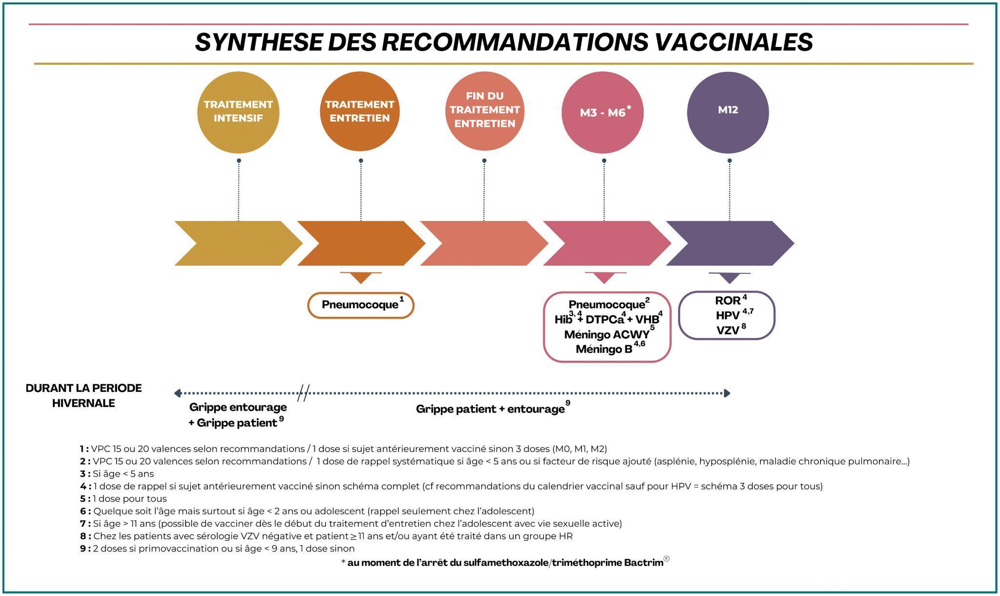 SYNTHESE DES RECOMMANDATIONS VACCINALES
TRAITEMENT
INTENSIF
TRAITEMENT
ENTRETIEN
FIN DU
TRAITEMENT
ENTRETIEN
M3 - M6*
M12
Pneumocoque¹
Pneumocoque²
Hib³,⁴ + DTPCa⁴ + VHB⁴
Méningo ACWY⁵
Méningo B⁴,⁶
ROR⁴
HPV ⁴,⁷
VZV ⁸
DURANT LA PERIODE
HIVERNALE
Grippe entourage
+ Grippe patient⁹
Grippe patient + entourage⁹
1 : VPC 15 ou 20 valences selon recommandations / 1 dose si sujet antérieurement vacciné sinon 3 doses (M0, M1, M2)
2 : VPC 15 ou 20 valences selon recommandations / 1 dose de rappel systématique si âge < 5 ans ou si facteur de risque ajouté (asplénie, hyposplénie, maladie chronique pulmonaire...)
3 : Si âge < 5 ans
4 : 1 dose de rappel si sujet antérieurement vacciné sinon schéma complet (cf recommandations du calendrier vaccinal sauf pour HPV = schéma 3 doses pour tous)
5 : 1 dose pour tous
6 : Quelque soit l'âge mais surtout si âge < 2 ans ou adolescent (rappel seulement chez l'adolescent)
7 : Si âge > 11 ans (possible de vacciner dès le début du traitement d'entretien chez l'adolescent avec vie sexuelle active)
8 : Chez les patients avec sérologie VZV négative et patient ≥ 11 ans et/ou ayant été traité dans un groupe HR
9 : 2 doses si primovaccination ou si âge < 9 ans, 1 dose sinon
* au moment de l'arrêt du sulfamethoxazole/triméthoprime Bactrim®